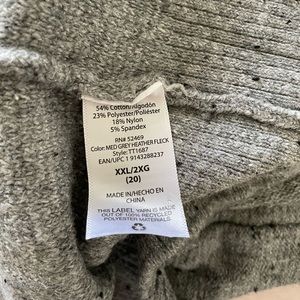 54% Cotton/Algodón
23% Polyester/Poliéster
18% Nylon
5% Spandex
RN# 52469
Color: MED GREY HEATHER FLECK
Style: TT1687
EAN/UPC 1 9143288237
XXL/2XG
(20)
MADE IN/HECHO EN
CHINA
THIS LABEL YARN IS MADE
OUT OF 100% RECYCLED
POLYESTER MATERIALS